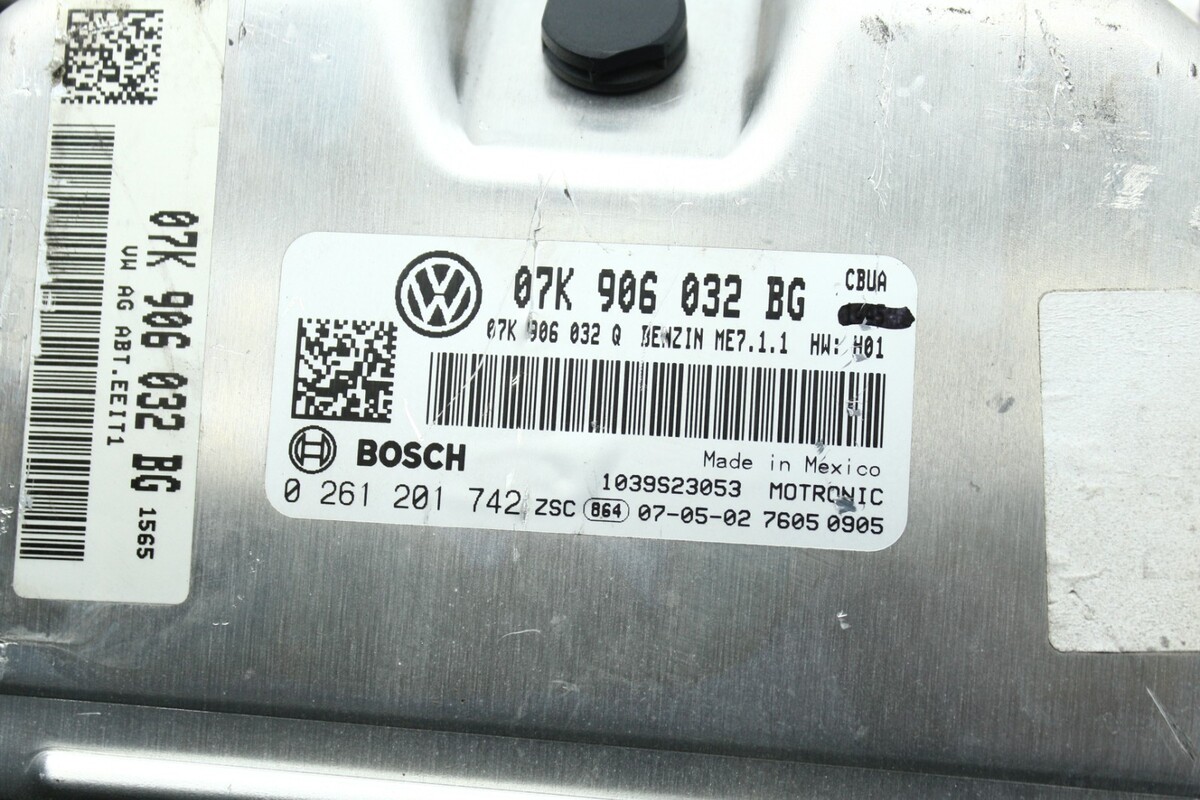 07K 906 032 BG 1565
VW AG ABT.EEIT1
07K 906 032 BG CBUA
07K 906 032 Q BENZIN ME7.1.1 HW: H01
BOSCH
Made in Mexico
1039S23053 MOTRONIC
0 261 201 742 ZSC 864 07-05-02 7605 0905